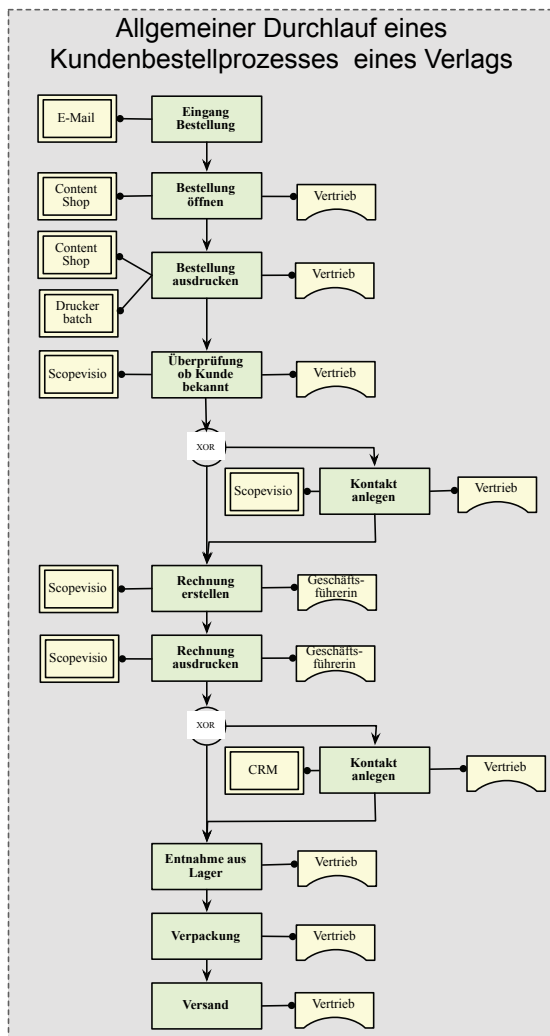 Allgemeiner Durchlauf eines
Kundenbestellprozesses eines Verlags
E-Mail
Eingang
Bestellung
Content
Shop
Bestellung
öffnen
Vertrieb
Content
Shop
Drucker
batch
Bestellung
ausdrucken
Vertrieb
Scopevisio
Überprüfung
ob Kunde
bekannt
Vertrieb
XOR
Scopevisio
Kontakt
anlegen
Vertrieb
Scopevisio
Rechnung
erstellen
Geschäfts-
führerin
Scopevisio
Rechnung
ausdrucken
Geschäfts-
führerin
XOR
CRM
Kontakt
anlegen
Vertrieb
Entnahme aus
Lager
Vertrieb
Verpackung
Vertrieb
Versand
Vertrieb